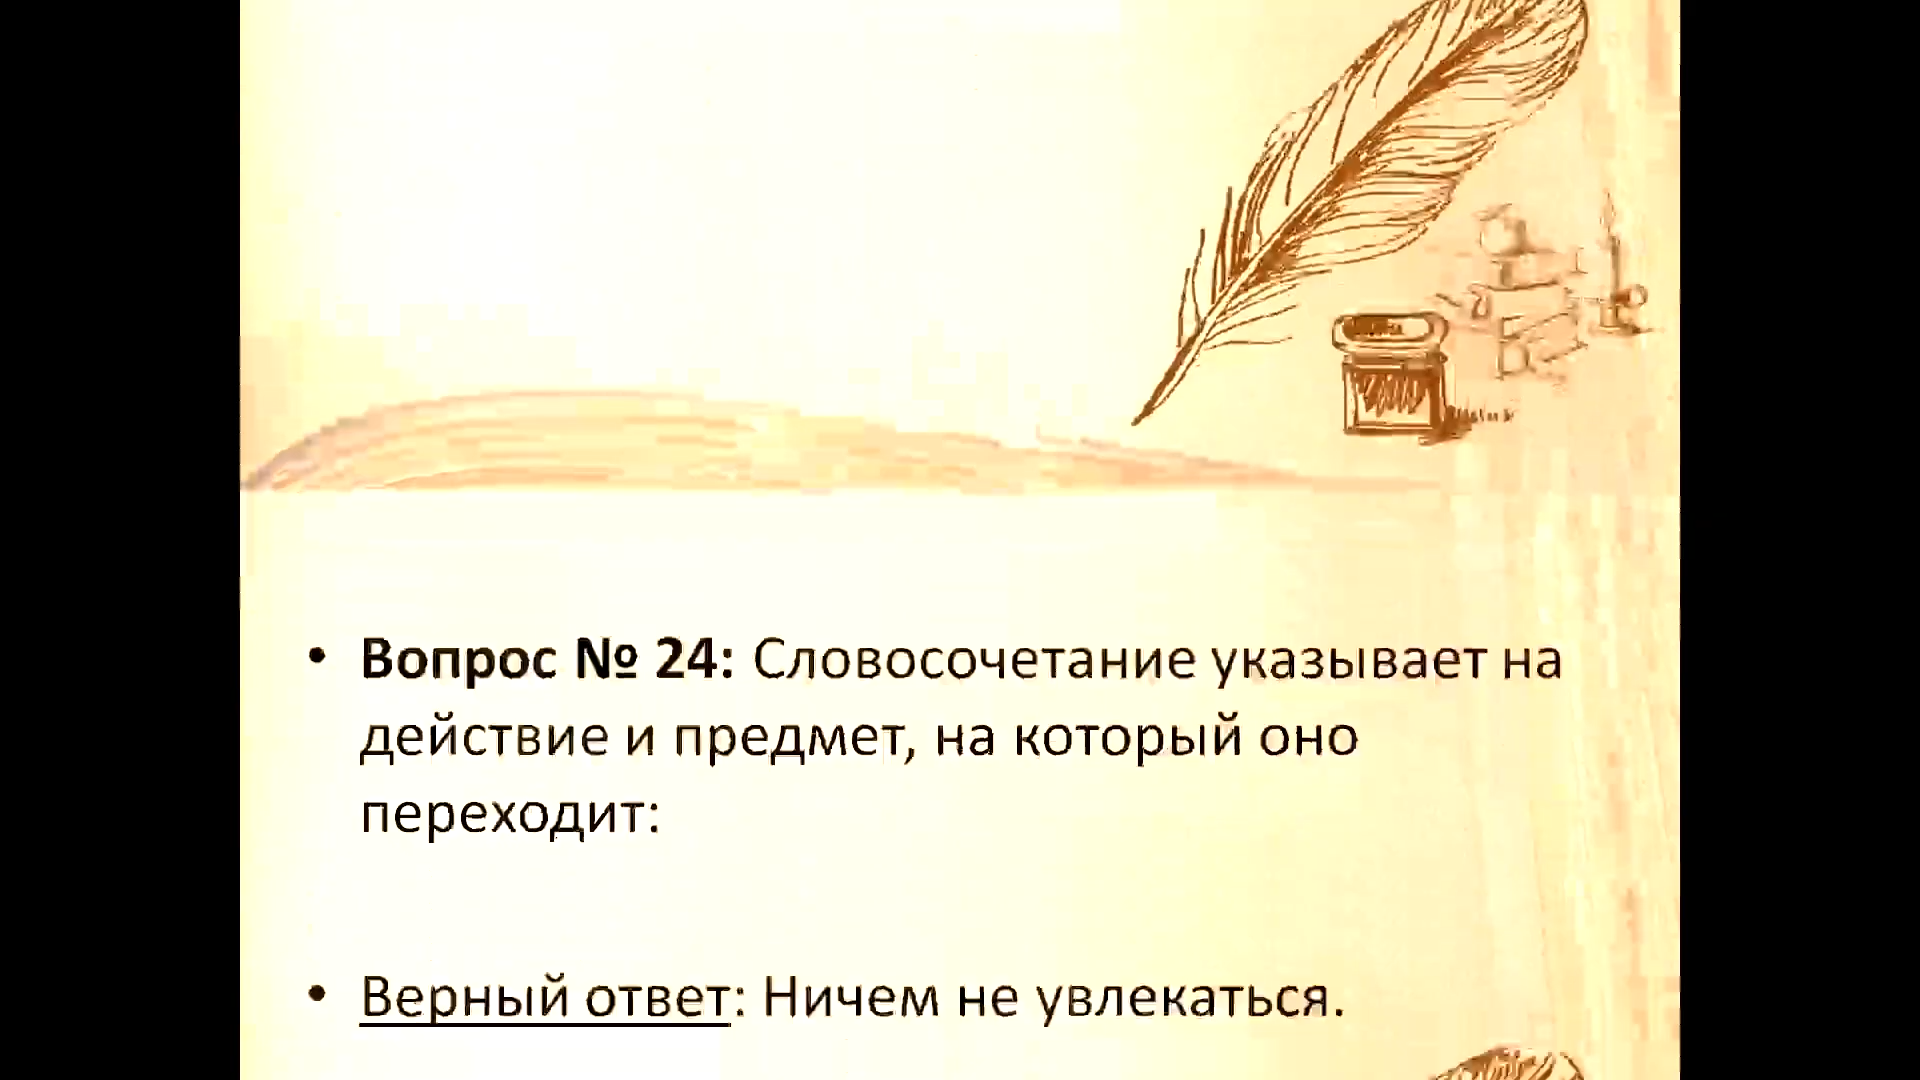 • Вопрос № 24: Словосочетание указывает на
действие и предмет, на который оно
переходит:
• Верный ответ: Ничем не увлекаться.